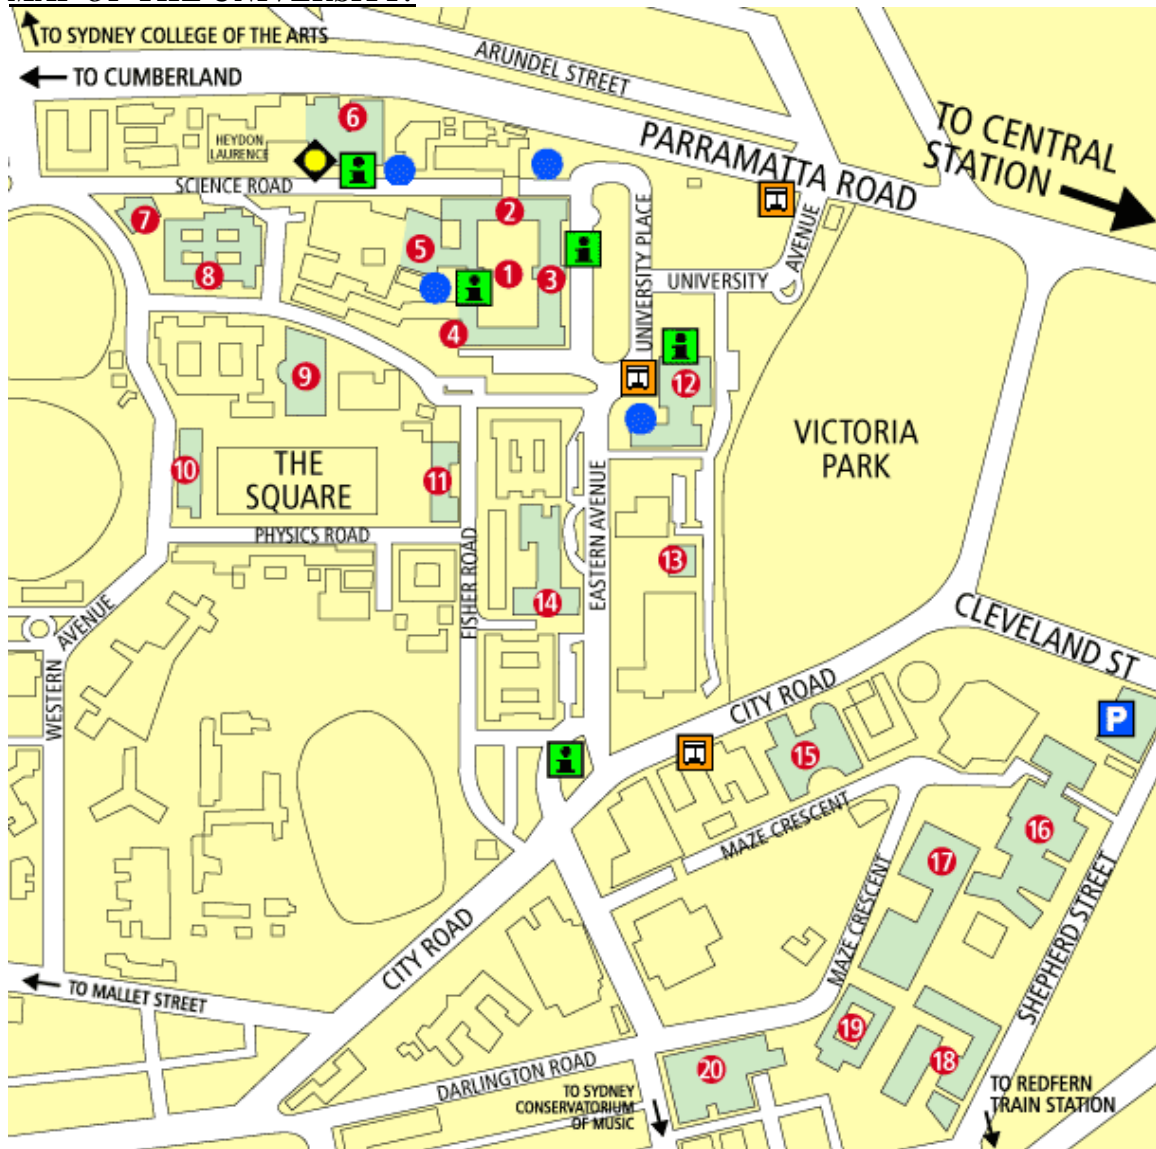 MAP OF THE UNIVERSITY:
TO SYDNEY COLLEGE OF THE ARTS
ARUNDEL STREET
TO CUMBERLAND
6
HEYDON
LAURENCE
PARRAMATTA ROAD
TO CENTRAL
STATION
SCIENCE ROAD
7
2
5
8
1
3
4
UNIVERSITY PLACE
UNIVERSITY
AVENUE
9
12
10
THE
SQUARE
11
VICTORIA
PARK
PHYSICS ROAD
FISHER ROAD
EASTERN AVENUE
13
14
WESTERN
AVENUE
CLEVELAND ST
CITY ROAD
P
15
MAZE CRESCENT
16
17
MAZE CRESCENT
SHEPHERD STREET
CITY ROAD
TO MALLET STREET
19
18
20
DARLINGTON ROAD
TO SYDNEY
CONSERVATORIUM
OF MUSIC
TO REDFERN
TRAIN STATION